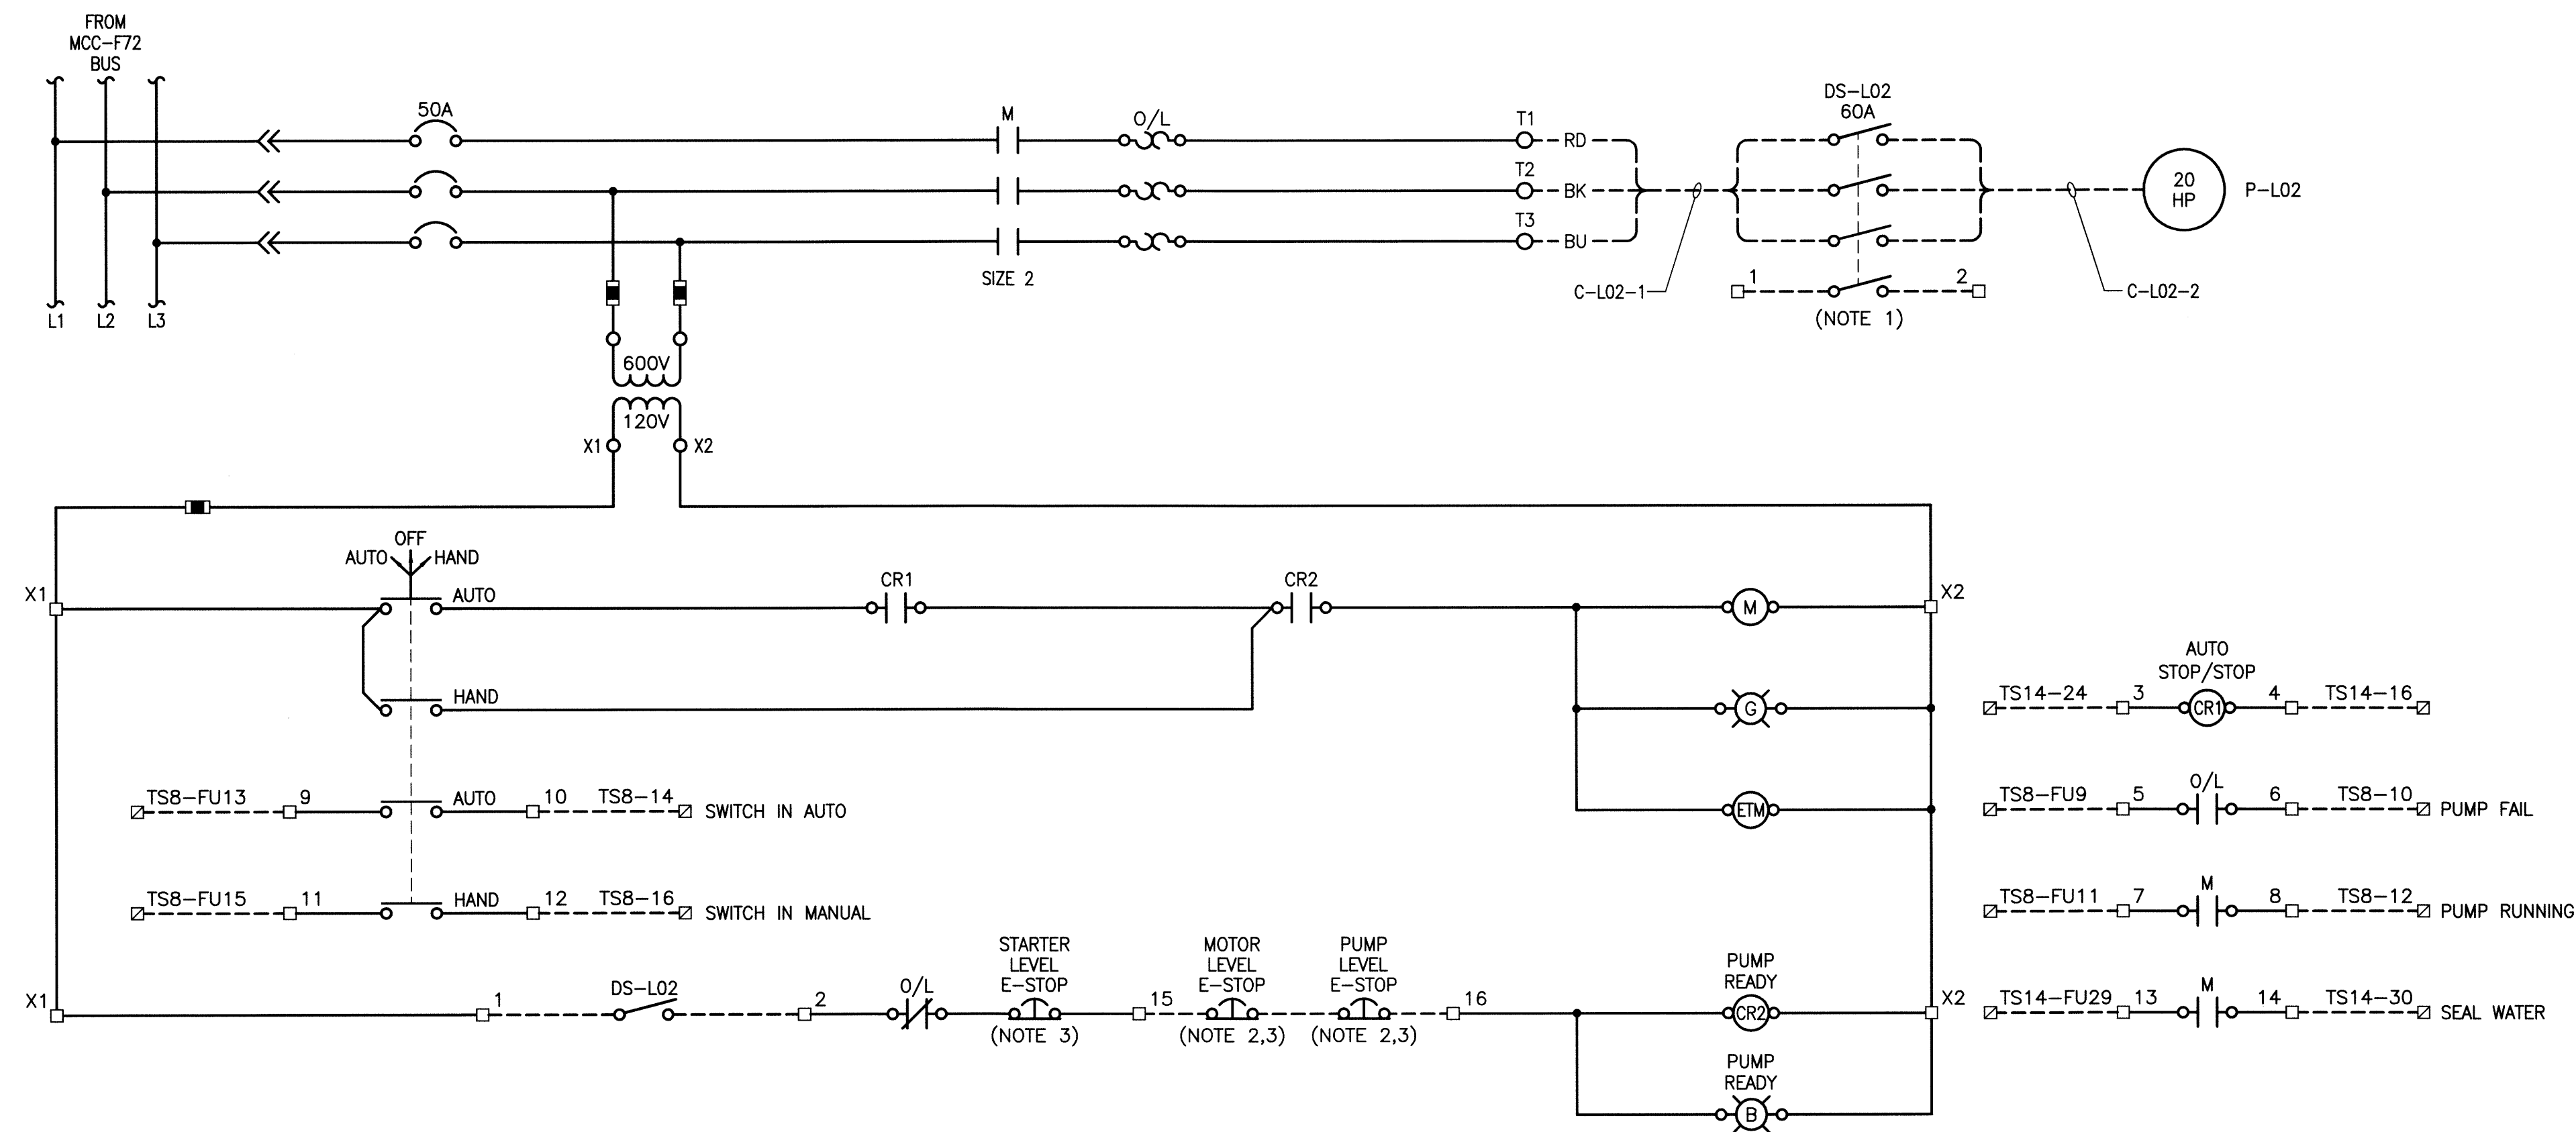 FROM
MCC-F72
BUS
50A
M
O/L
T1
RD
T2
BK
T3
BU
DS-L02
60A
20
HP
P-L02
SIZE 2
C-L02-1
1
2
C-L02-2
(NOTE 1)
L1
L2
L3
600V
120V
X1
X2
OFF
AUTO
HAND
X1
AUTO
CR1
CR2
M
X2
HAND
G
AUTO
STOP/STOP
TS14-24
3
CR1
4
TS14-16
TS8-FU13
9
AUTO
10
TS8-14
SWITCH IN AUTO
ETM
TS8-FU9
5
O/L
6
TS8-10
PUMP FAIL
TS8-FU15
11
HAND
12
TS8-16
SWITCH IN MANUAL
TS8-FU11
7
M
8
TS8-12
PUMP RUNNING
X1
1
DS-L02
2
O/L
STARTER
LEVEL
E-STOP
(NOTE 3)
15
MOTOR
LEVEL
E-STOP
(NOTE 2,3)
PUMP
LEVEL
E-STOP
(NOTE 2,3)
16
PUMP
READY
CR2
X2
TS14-FU29
13
M
14
TS14-30
SEAL WATER
PUMP
READY
B